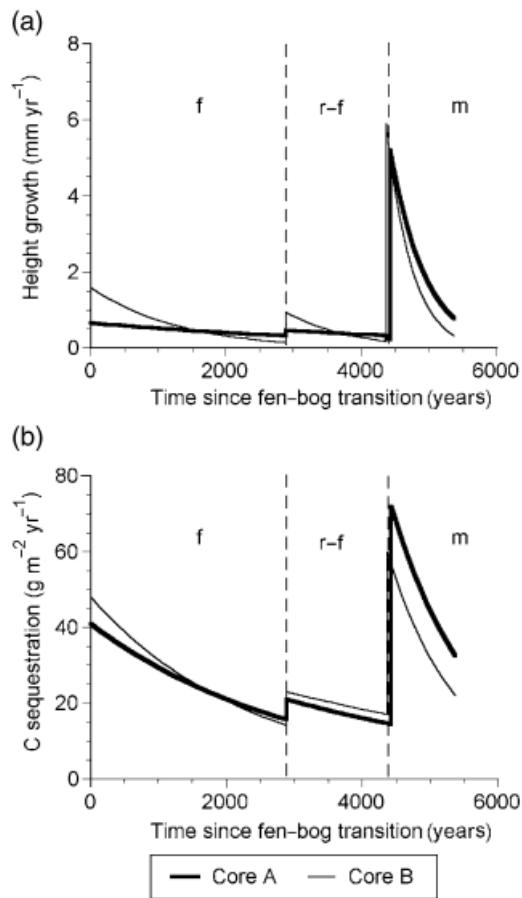 (a)
8
6
4
2
0
Height growth (mm yr⁻¹)
f
r–f
m
0
2000
4000
6000
Time since fen–bog transition (years)
(b)
80
60
40
20
0
C sequestration (g m⁻² yr⁻¹)
f
r–f
m
0
2000
4000
6000
Time since fen–bog transition (years)
Core A
Core B